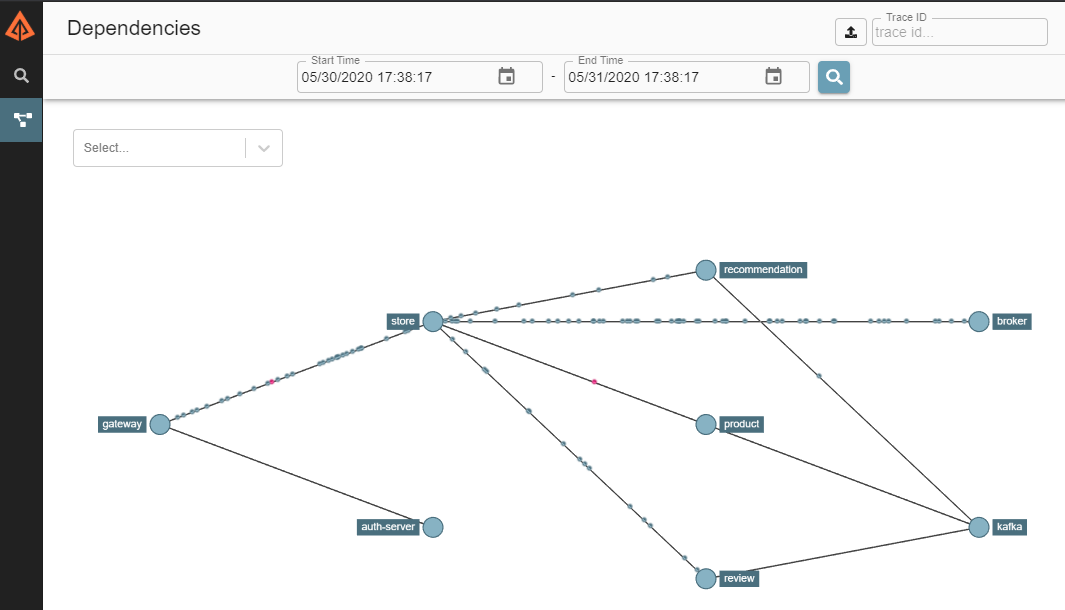 Dependencies
Trace ID
trace id...
Start Time
05/30/2020 17:38:17
-
End Time
05/31/2020 17:38:17
Select...
recommendation
store
broker
gateway
product
auth-server
kafka
review